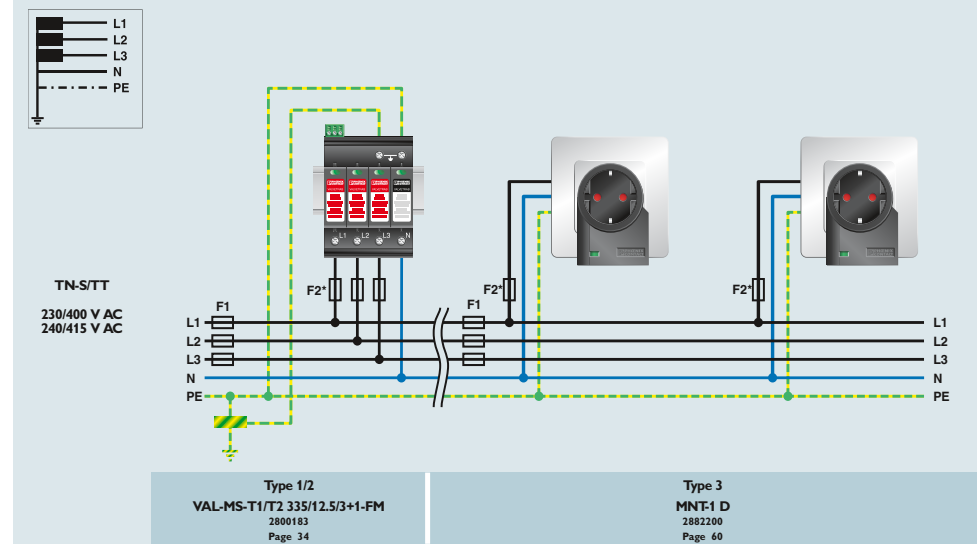 L1
L2
L3
N
PE
TN-S/TT
230/400 V AC
240/415 V AC
L1
L2
L3
N
F2*
F2*
F2*
F1
F1
L1
L1
L2
L2
L3
L3
N
N
PE
PE
Type 1/2
VAL-MS-T1/T2 335/12.5/3+1-FM
2800183
Page 34
Type 3
MNT-1 D
2882200
Page 60